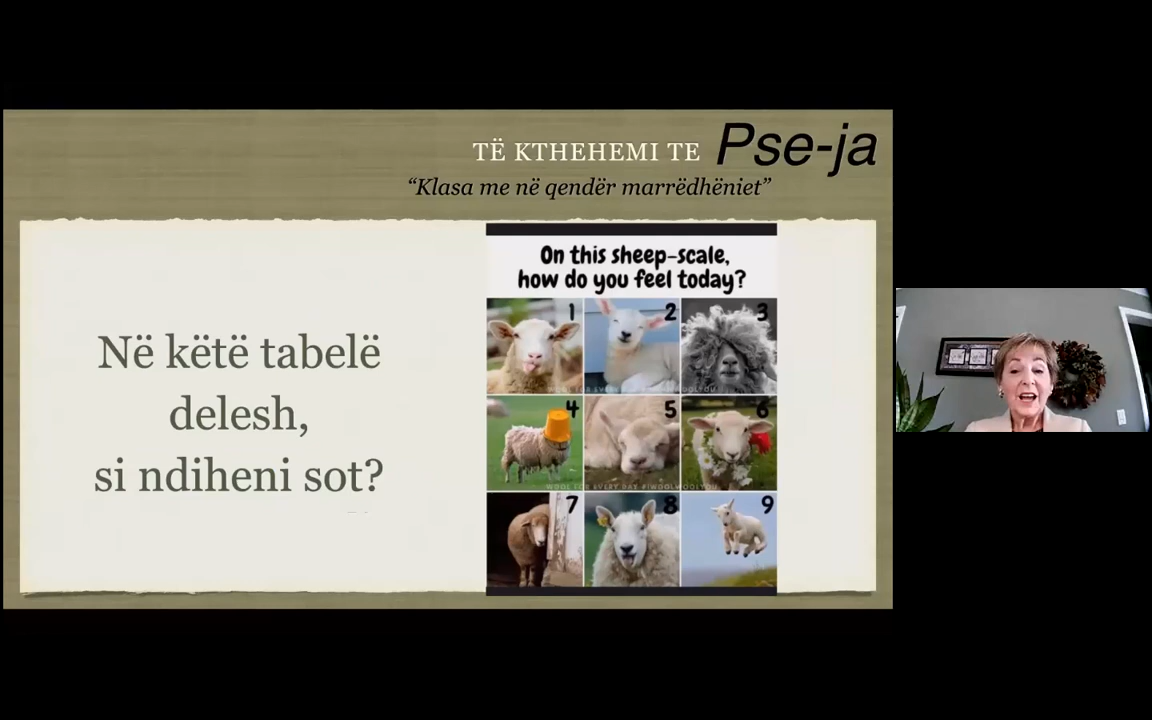 TË KTHEHEMI TE Pse-ja
“Klasa me në qendër marrëdhëniet”
Në këtë tabelë
delesh,
si ndiheni sot?
On this sheep-scale,
how do you feel today?
1 2 3
4 5 6
7 8 9